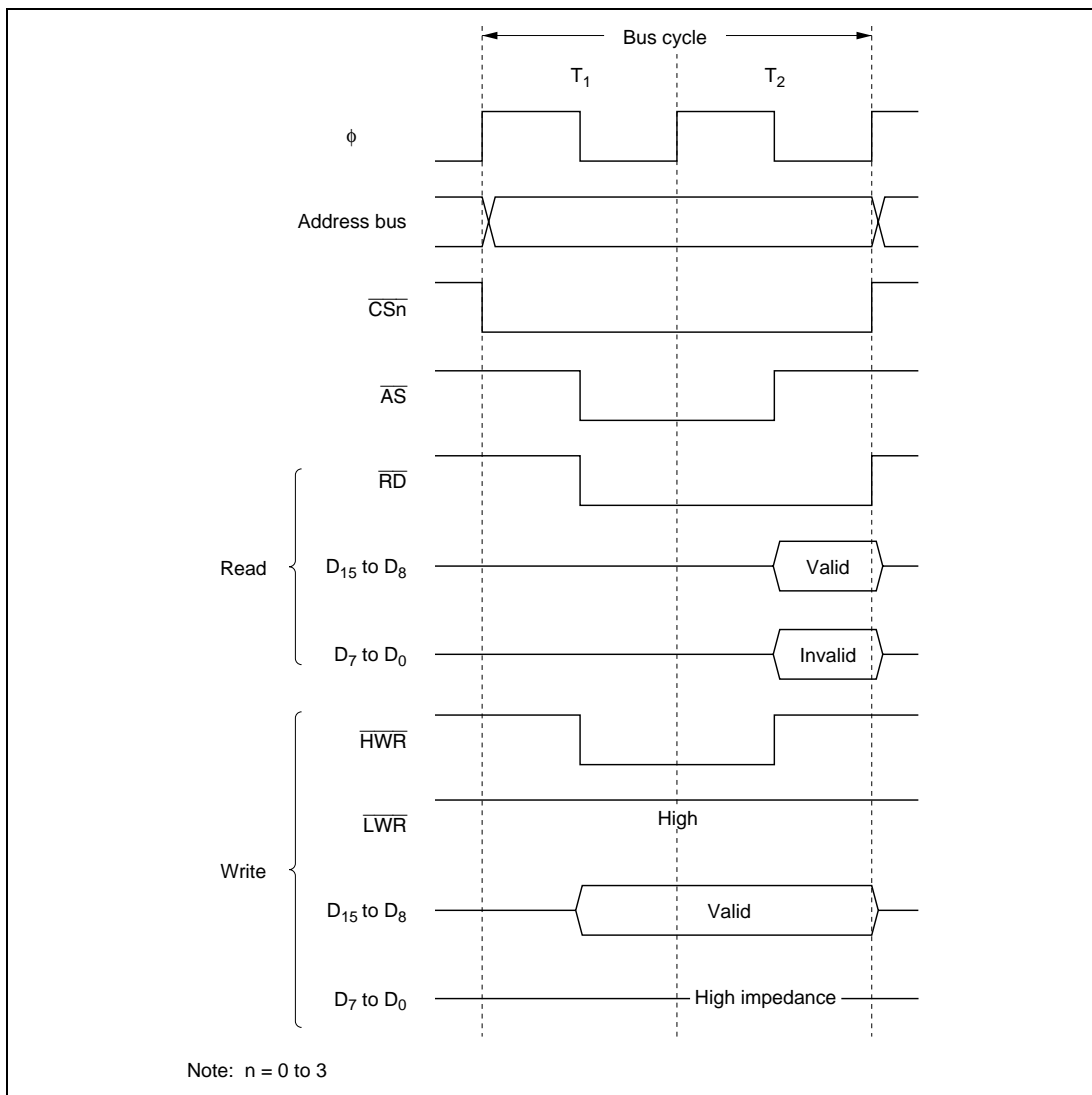 Bus cycle
T1 T2
ϕ
Address bus
CSn
AS
RD
Read
D15 to D8
Valid
D7 to D0
Invalid
HWR
LWR
High
Write
D15 to D8
Valid
D7 to D0
High impedance
Note: n = 0 to 3